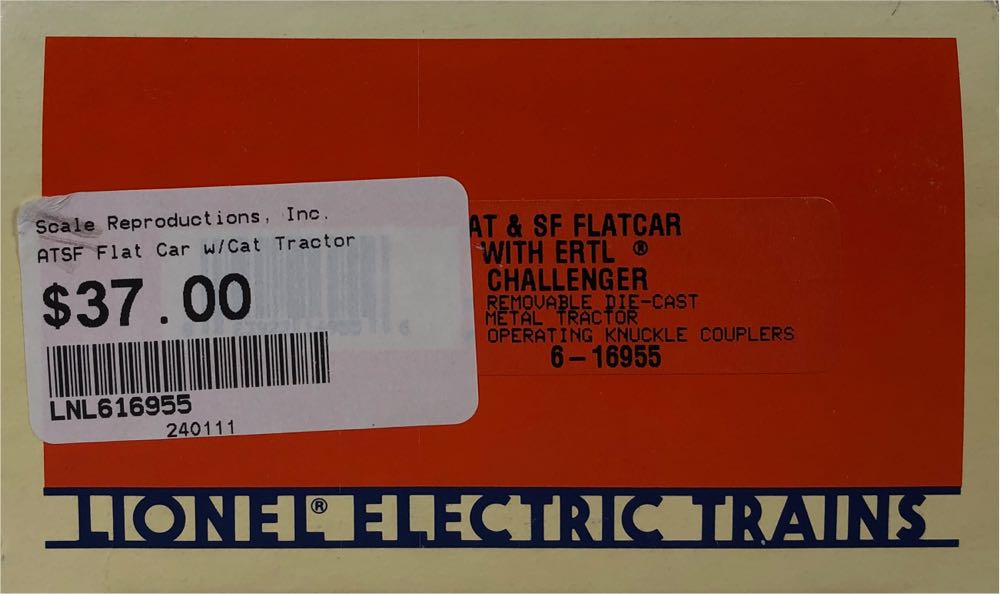 Scale Reproductions, Inc.
ATSF Flat Car w/Cat Tractor
$37.00
LNL616955
240111
AT & SF FLATCAR
WITH ERTL ®
CHALLENGER
REMOVABLE DIE-CAST
METAL TRACTOR
OPERATING KNUCKLE COUPLERS
6-16955
LIONEL® ELECTRIC TRAINS